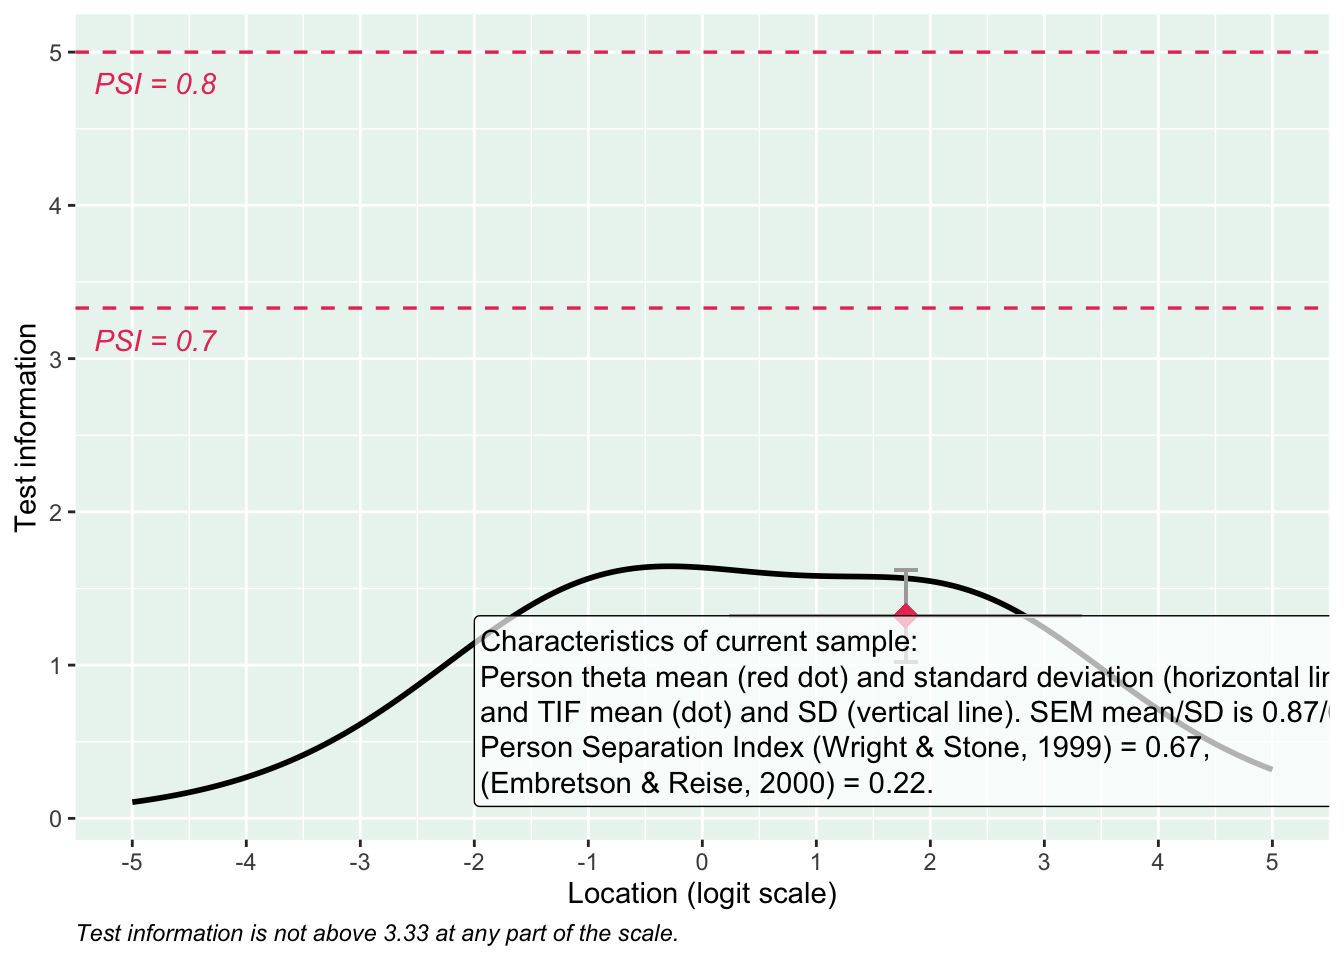 5
PSI = 0.8
4
PSI = 0.7
3
Test information
2
Characteristics of current sample:
1
Person theta mean (red dot) and standard deviation (horizontal
and TIF mean (dot) and SD (vertical line). SEM mean/SD is 0.87/
Person Separation Index (Wright & Stone, 1999) = 0.67,
(Embretson & Reise, 2000) = 0.22.
0
-5 -4 -3 -2 -1 0 1 2 3 4 5
Location (logit scale)
Test information is not above 3.33 at any part of the scale.